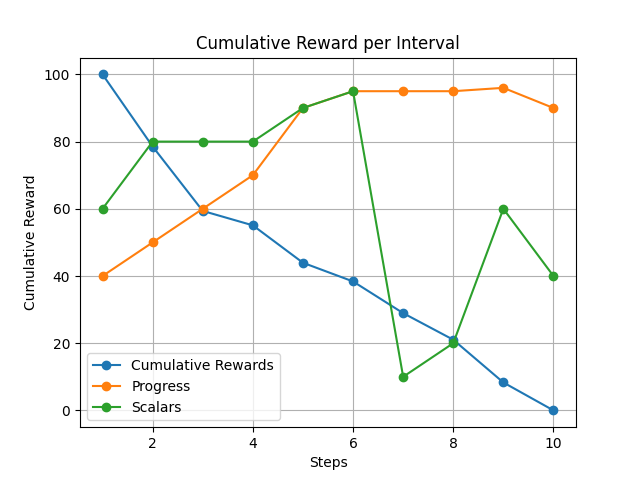 Cumulative Reward per Interval
100
80
60
40
20
0
Cumulative Reward
Cumulative Rewards
Progress
Scalars
2
4
6
8
10
Steps